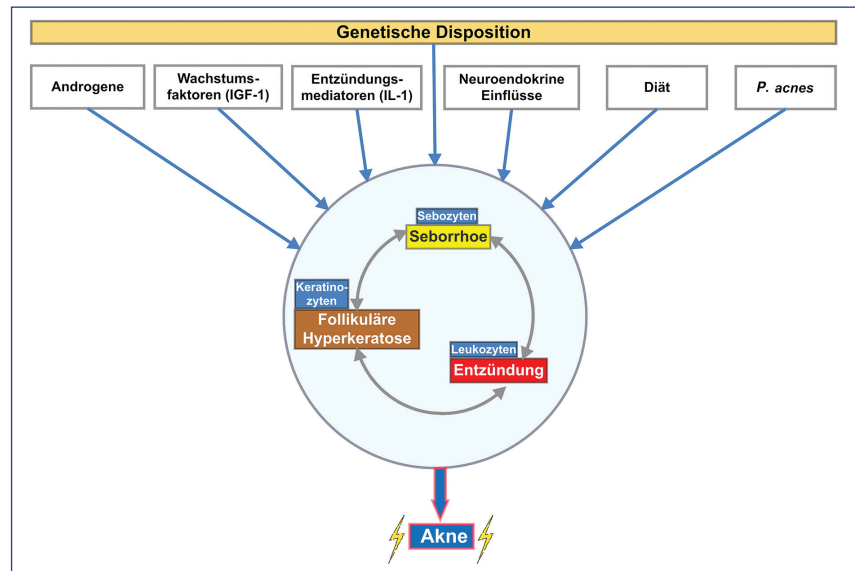 Genetische Disposition
Androgene
Wachstums-
faktoren (IGF-1)
Entzündungs-
mediatoren (IL-1)
Neuroendokrine
Einflüsse
Diät
P. acnes
Sebozyten
Seborrhoe
Keratino-
zyten
Follikuläre
Hyperkeratose
Leukozyten
Entzündung
Akne